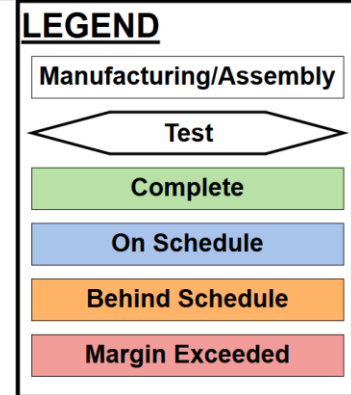 LEGEND
Manufacturing/Assembly
Test
Complete
On Schedule
Behind Schedule
Margin Exceeded